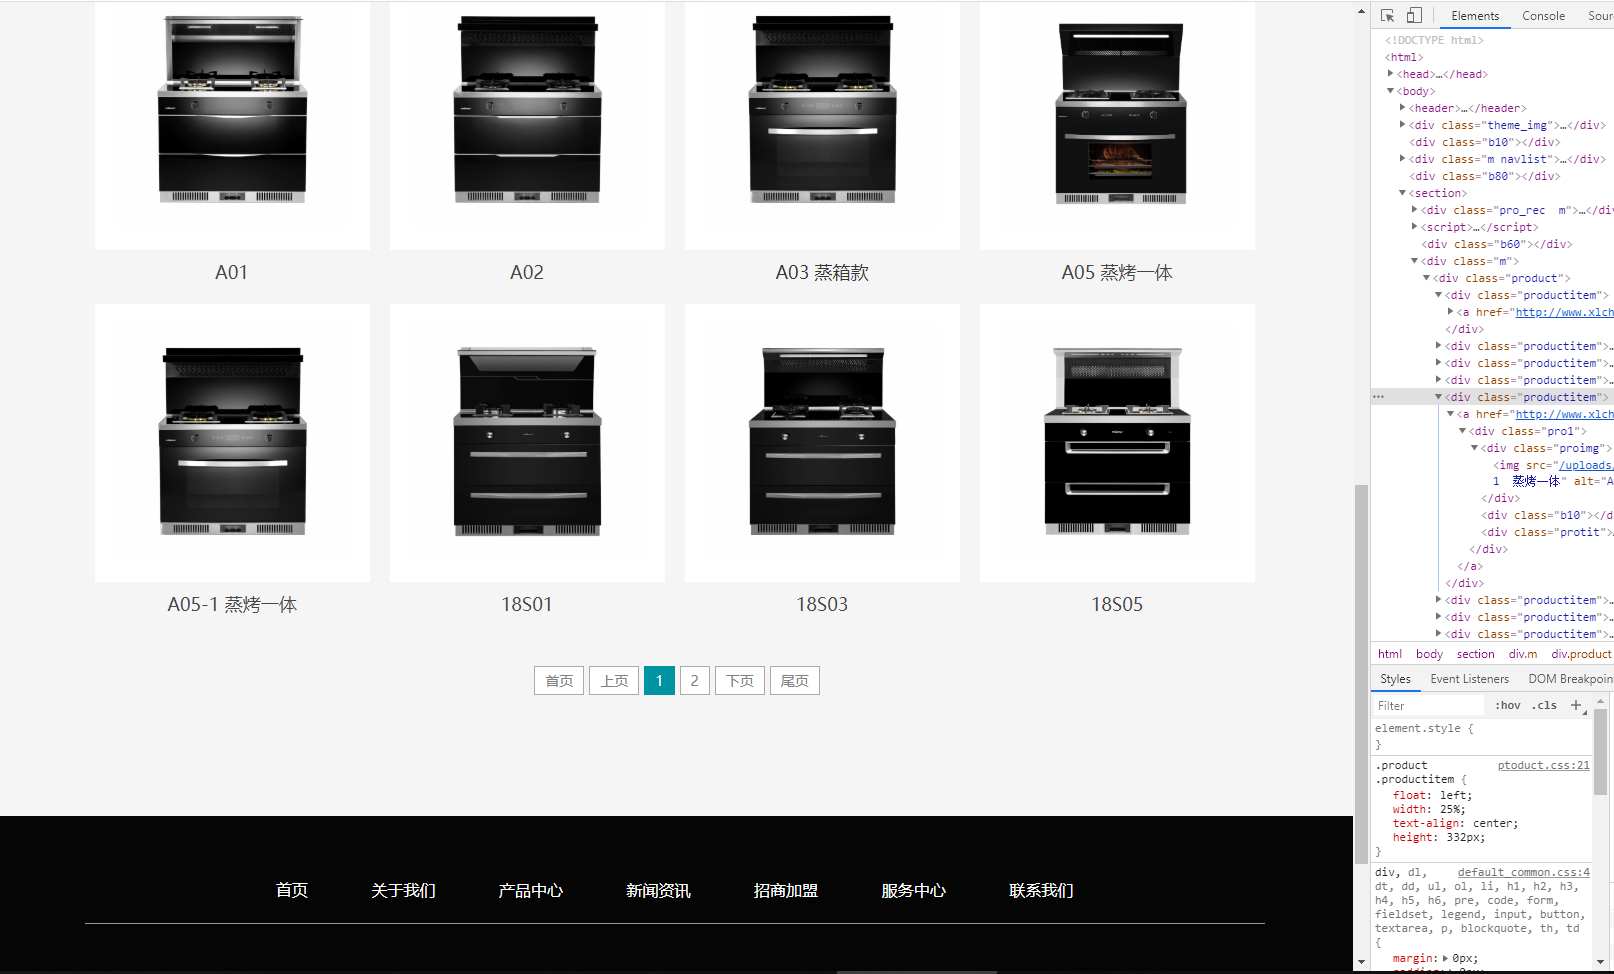 A01
A02
A03 蒸箱款
A05 蒸烤一体
A05-1 蒸烤一体
18S01
18S03
18S05
首页
上页
1
2
下页
尾页
首页
关于我们
产品中心
新闻资讯
招商加盟
服务中心
联系我们
Elements
Console
Sour
<!DOCTYPE html>
<html>
<head>…</head>
<body>
<header>…</header>
<div class="theme_img">…</div>
<div class="b10"></div>
<div class="m navlist">…</div>
<div class="b80"></div>
<section>
<div class="pro_rec  m">…</div
<script>…</script>
<div class="b60"></div>
<div class="m">
<div class="product">
<div class="productitem">
<a href="http://www.xlch
</div>
<div class="productitem">…
<div class="productitem">…
<div class="productitem">…
<div class="productitem">
<a href="http://www.xlch
<div class="pro1">
<div class="proimg">
<img src="/uploads/
1  蒸烤一体" alt="A
</div>
<div class="b10"></d
<div class="protit">
</div>
</a>
</div>
<div class="productitem">…
<div class="productitem">…
<div class="productitem">…
html
body
section
div.m
div.product
Styles
Event Listeners
DOM Breakpoin
Filter
:hov
.cls
+
element.style {
}
.product
ptoduct.css:21
.productitem {
float: left;
width: 25%;
text-align: center;
height: 332px;
}
div, dl,
default_common.css:4
dt, dd, ul, ol, li, h1, h2, h3,
h4, h5, h6, pre, code, form,
fieldset, legend, input, button,
textarea, p, blockquote, th, td
{
margin: 0px;